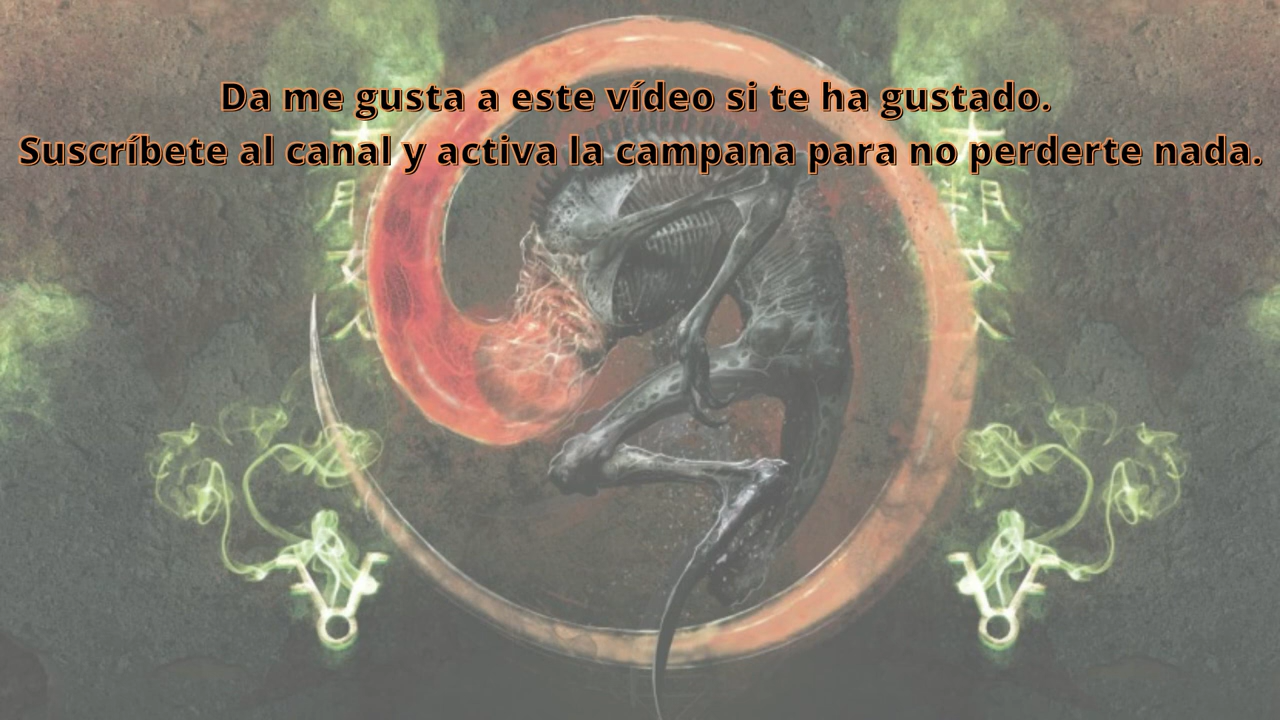 Da me gusta a este vídeo si te ha gustado.
Suscríbete al canal y activa la campana para no perderte nada.